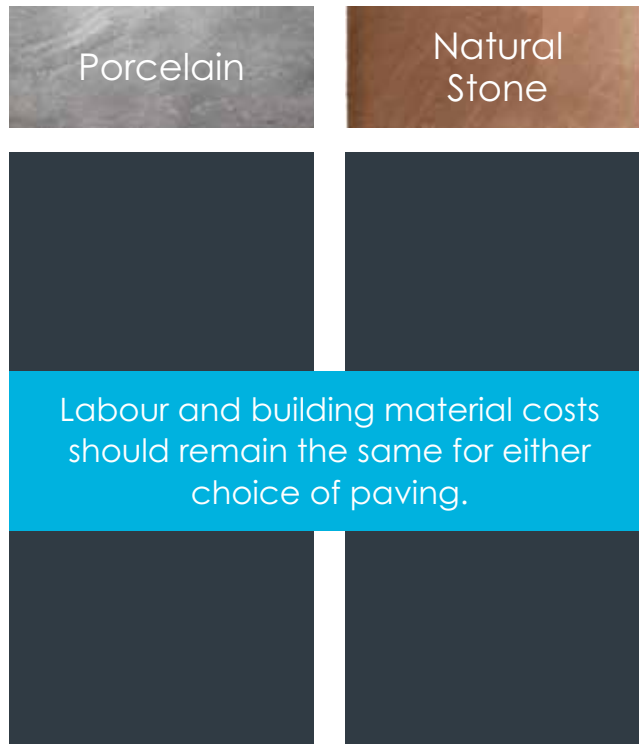 Porcelain
Natural
Stone
Labour and building material costs
should remain the same for either
choice of paving.